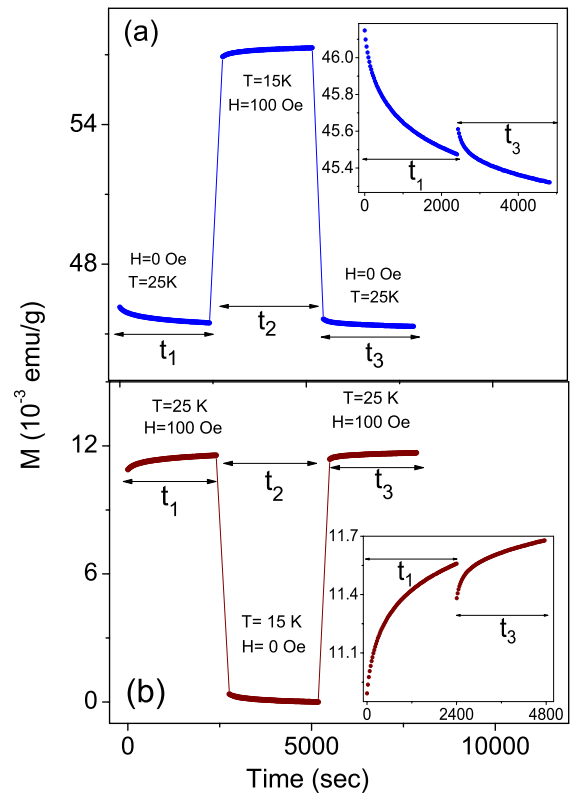 (a)
T=15K
H=100 Oe
54
48
H=0 Oe
T=25K
H=0 Oe
T=25K
t1
t2
t3
46.0
45.8
45.6
45.4
0
2000
4000
t1
t3
M (10-3 emu/g)
T=25 K
H=100 Oe
T=25 K
H=100 Oe
12
6
0
t1
t2
t3
T= 15 K
H= 0 Oe
(b)
11.7
11.4
11.1
0
2400
4800
t1
t3
0
5000
10000
Time (sec)